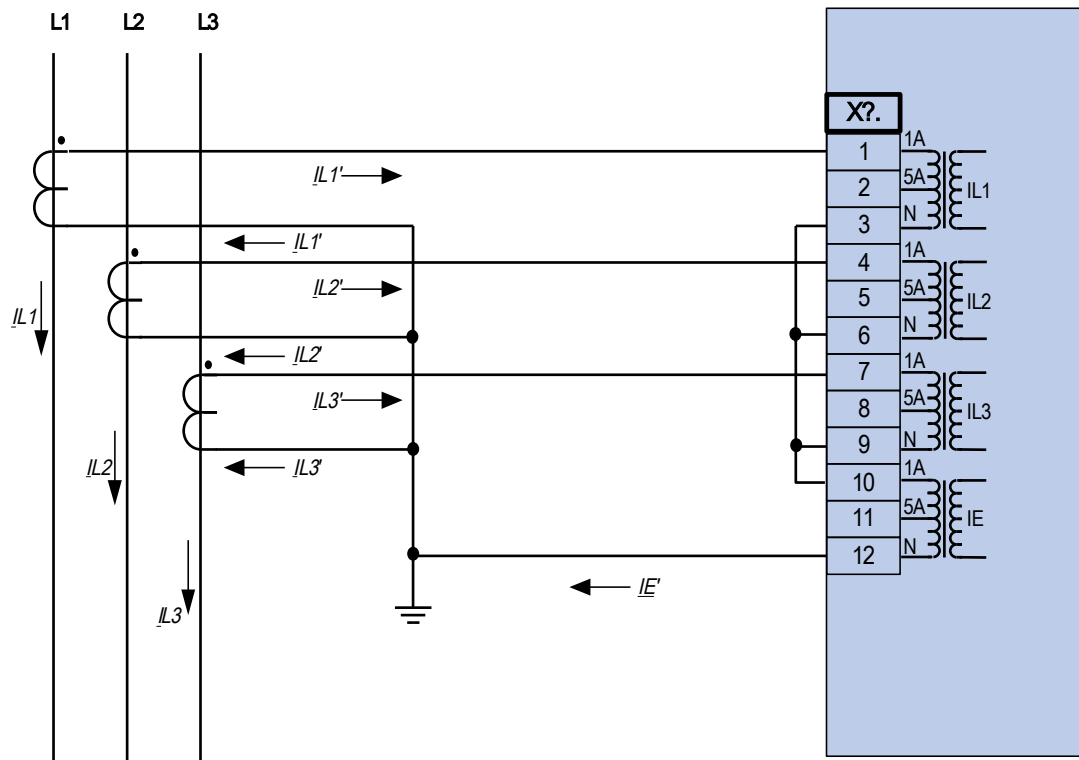 L1 L2 L3
X?.
1 1A
IL1'
2 5A IL1
3 N
IL1'
4 1A
IL2'
5 5A IL2
IL1
6 N
IL2'
7 1A
IL3'
8 5A IL3
9 N
IL2
IL3'
10 1A
11 5A IE
12 N
IE'
IL3